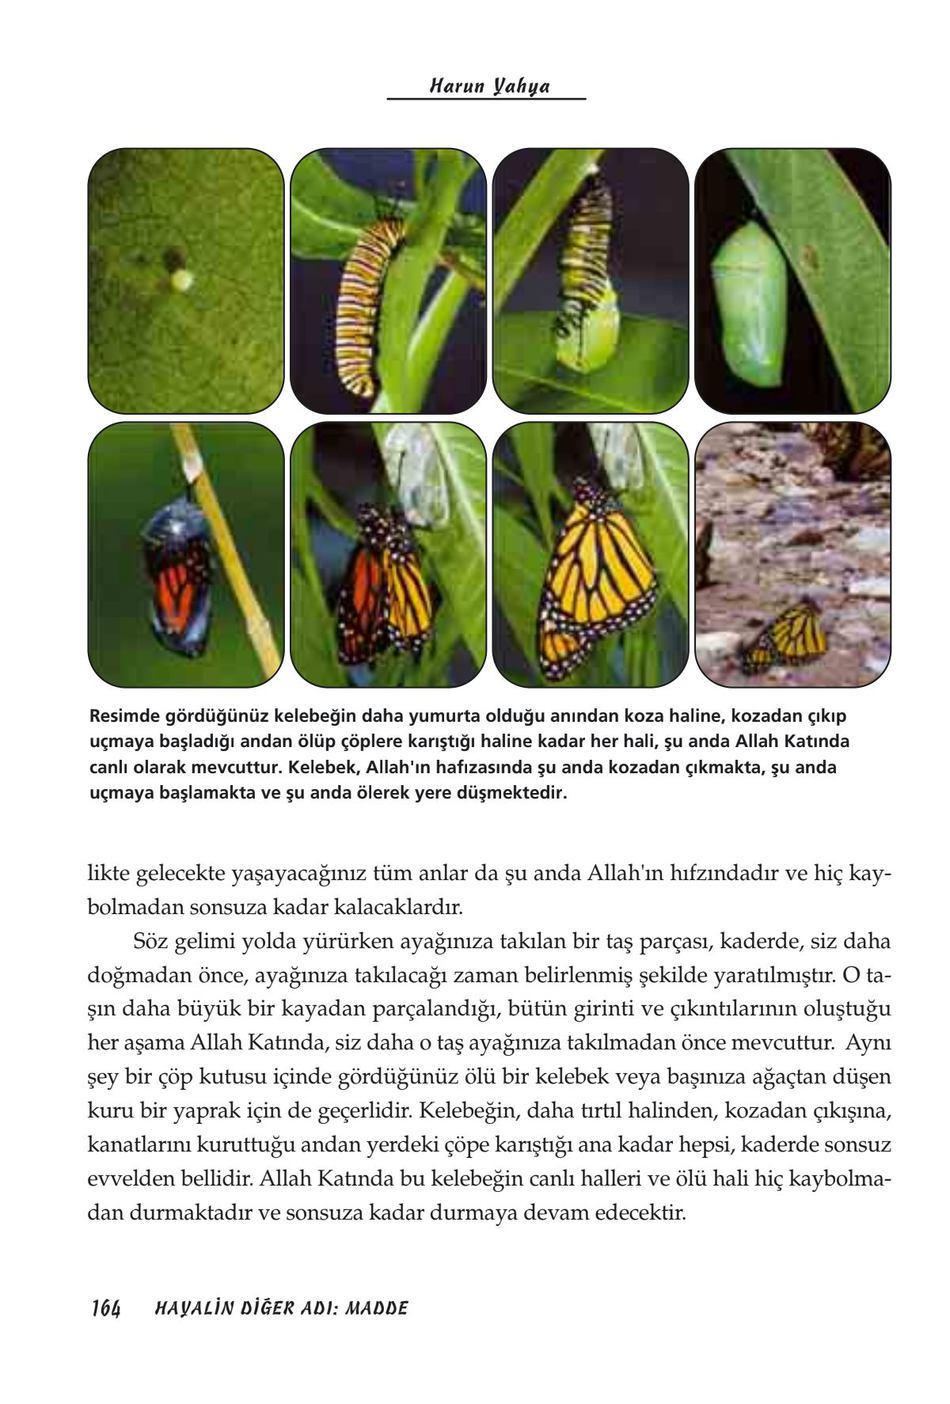 Harun Yahya
Resimde gördüğünüz kelebeğin daha yumurta olduğu anından koza haline, kozadan çıkıp
uçmaya başladığı andan ölüp çöplere karıştığı haline kadar her hali, şu anda Allah Katında
canlı olarak mevcuttur. Kelebek, Allah'ın hafızasında şu anda kozadan çıkmakta, şu anda
uçmaya başlamakta ve şu anda ölerek yere düşmektedir.
likte gelecekte yaşayacağınız tüm anlar da şu anda Allah'ın hıfzındadır ve hiç kay-
bolmadan sonsuza kadar kalacaklardır.
Söz gelimi yolda yürürken ayağınıza takılan bir taş parçası, kaderde, siz daha
doğmadan önce, ayağınıza takılacağı zaman belirlenmiş şekilde yaratılmıştır. O ta-
şın daha büyük bir kayadan parçalandığı, bütün girinti ve çıkıntılarının oluştuğu
her aşama Allah Katında, siz daha o taş ayağınıza takılmadan önce mevcuttur. Aynı
şey bir çöp kutusu içinde gördüğünüz ölü bir kelebek veya başınıza ağaçtan düşen
kuru bir yaprak için de geçerlidir. Kelebeğin, daha tırtıl halinden, kozadan çıkışına,
kanatlarını kuruttuğu andan yerdeki çöpe karıştığı ana kadar hepsi, kaderde sonsuz
evvelden bellidir. Allah Katında bu kelebeğin canlı halleri ve ölü hali hiç kaybolma-
dan durmaktadır ve sonsuza kadar durmaya devam edecektir.
164 HAYALİN DİĞER ADI: MADDE